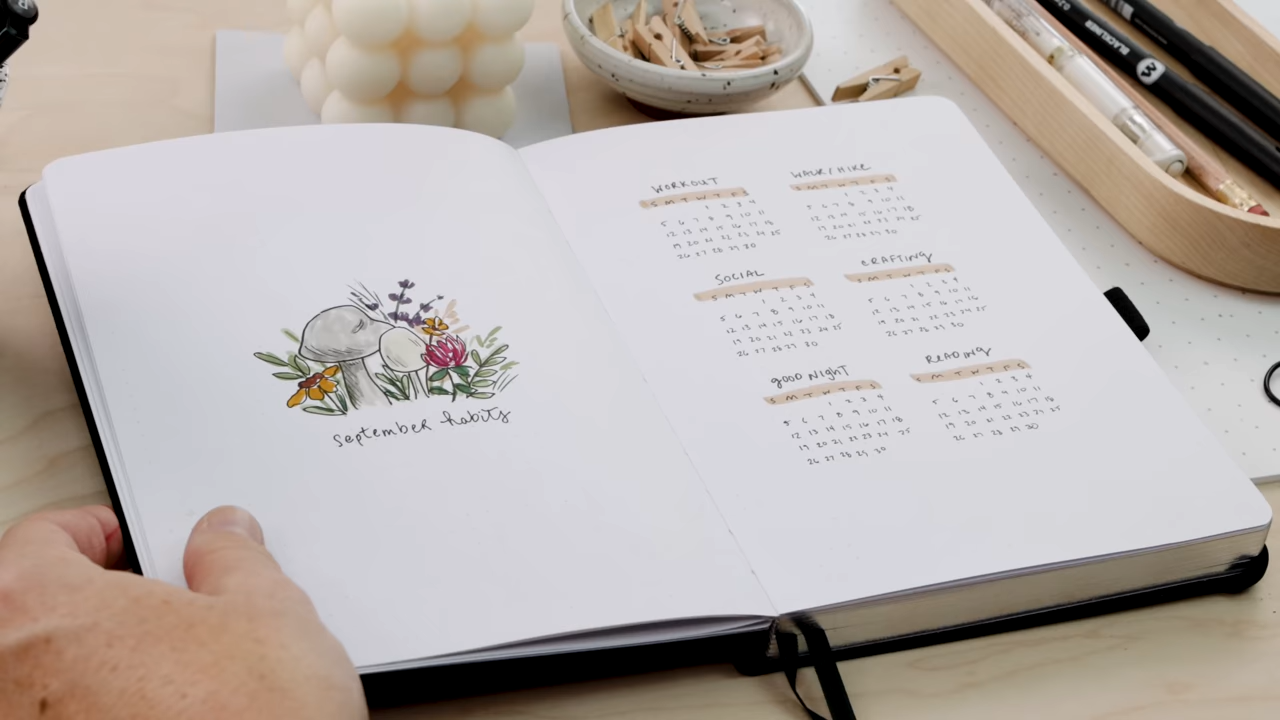 september habits
WORKOUT
S M T W T F S
1 2 3 4
5 6 7 8 9 10 11
12 13 14 15 16 17 18
19 20 21 22 23 24 25
26 27 28 29 30
WALK/HIKE
S M T W T F S
1 2 3 4
5 6 7 8 9 10 11
12 13 14 15 16 17 18
19 20 21 22 23 24 25
26 27 28 29 30
SOCIAL
S M T W T F S
1 2 3 4
5 6 7 8 9 10 11
12 13 14 15 16 17 18
19 20 21 22 23 24 25
26 27 28 29 30
CRAFTING
S M T W T F S
1 2 3 4
5 6 7 8 9 10 11
12 13 14 15 16 17 18
19 20 21 22 23 24 25
26 27 28 29 30
gOOD NIgHT
S M T W T F S
1 2 3 4
5 6 7 8 9 10 11
12 13 14 15 16 17 18
19 20 21 22 23 24 25
26 27 28 29 30
READING
S M T W T F S
1 2 3 4
5 6 7 8 9 10 11
12 13 14 15 16 17 18
19 20 21 22 23 24 25
26 27 28 29 30
BLACKLINER